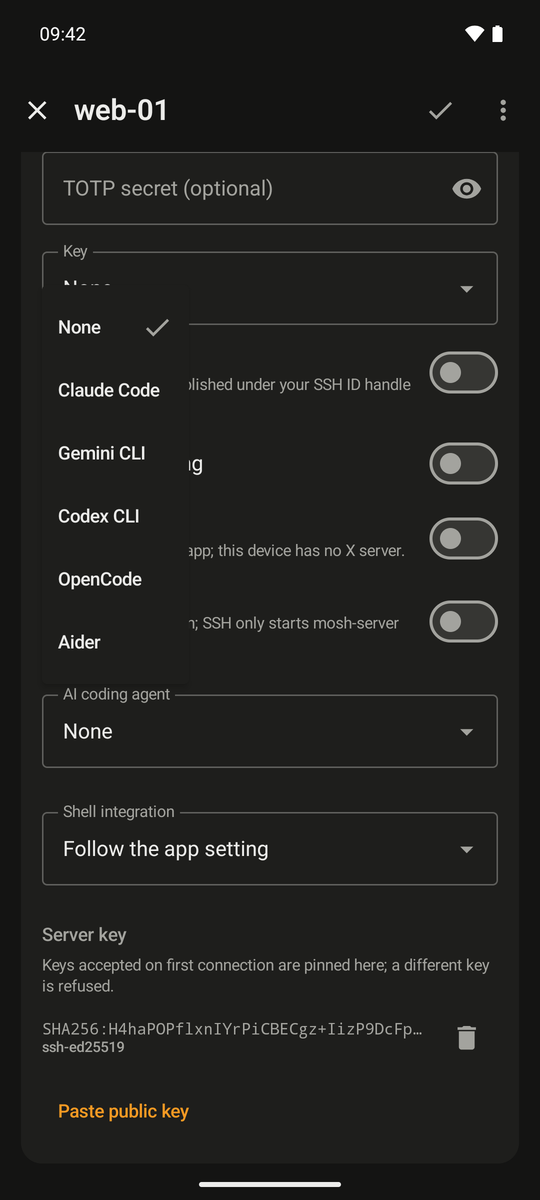 09:42
web-01
TOTP secret (optional)
Key
None
None
Claude Code
blished under your SSH ID handle
Gemini CLI
Codex CLI
app; this device has no X server.
OpenCode
SSH only starts mosh-server
Aider
AI coding agent
None
Shell integration
Follow the app setting
Server key
Keys accepted on first connection are pinned here; a different key
is refused.
SHA256:H4haPOPflxnIYrPiCBECgz+IizP9DcFp…
ssh-ed25519
Paste public key